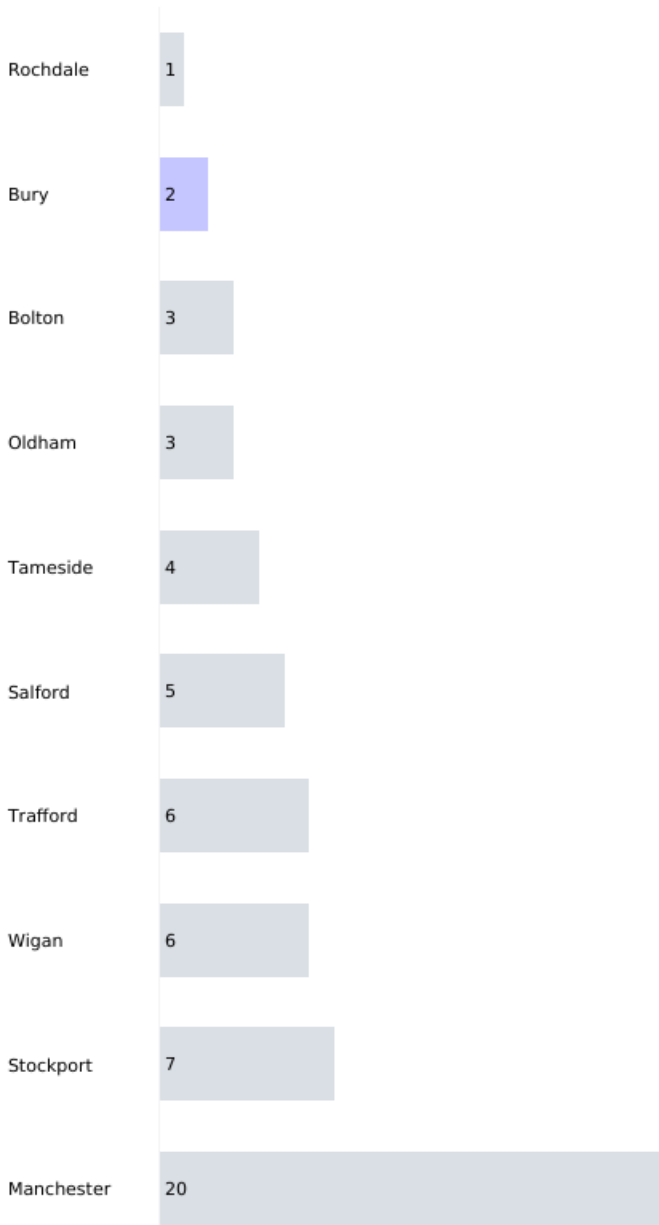 Rochdale 1
Bury 2
Bolton 3
Oldham 3
Tameside 4
Salford 5
Trafford 6
Wigan 6
Stockport 7
Manchester 20